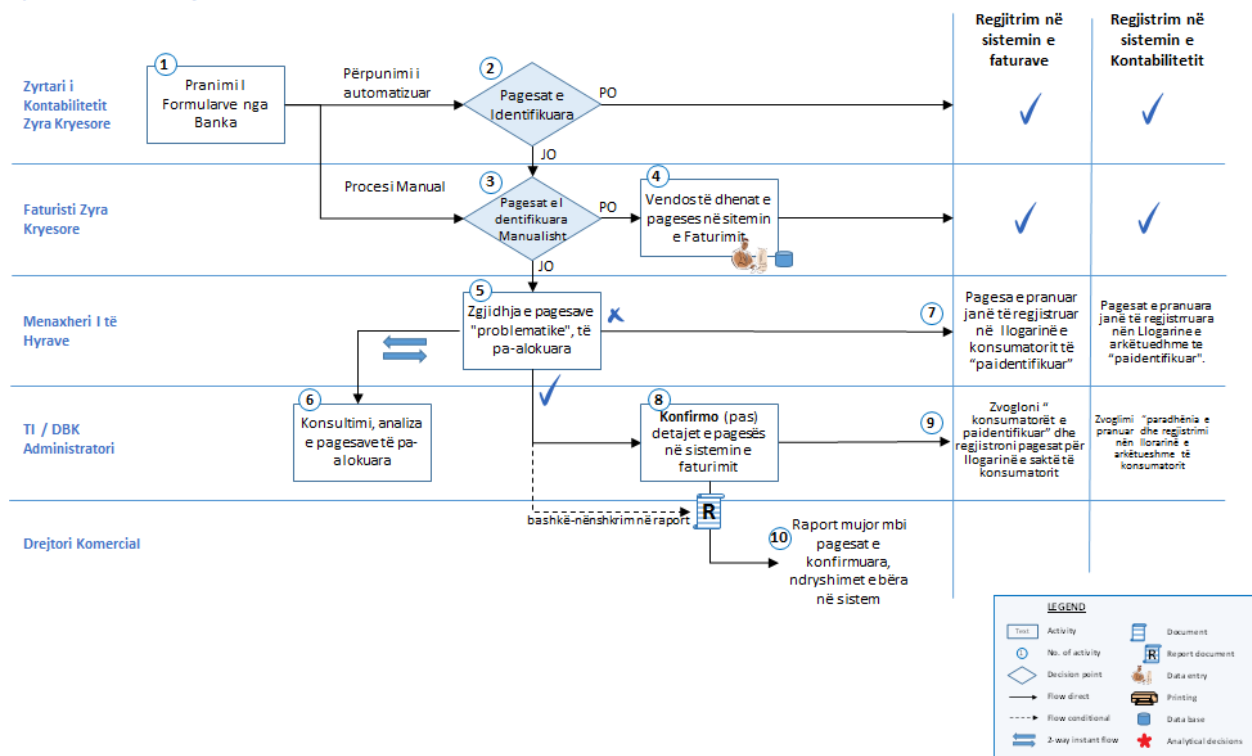 Regjitrim në
sistemin e
faturave
Regjistrim në
sistemin e
Kontabilitetit
Zyrtari i
Kontabilitetit
Zyra Kryesore
1
Pranimi I
Formularve nga
Banka
Përpunimi i
automatizuar
2
Pagesat e
Identifikuara
PO
JO
Faturisti Zyra
Kryesore
Procesi Manual
3
Pagesat e I
dentifikuara
Manualisht
PO
JO
4
Vendos të dhenat e
pageses në sitemin
e Faturimit
Menaxheri I të
Hyrave
5
Zgjidhja e pagesave
"problematike", të
pa-alokuara
7
Pagesa e pranuar
janë të regjistruar
në llogarinë e
konsumatorit të
“paidentifikuar”
Pagesat e pranuara
janë të regjistrruara
nën Llogarine e
arkëtuedhme te
“paidentifikuar".
TI / DBK
Administratori
6
Konsultimi, analiza
e pagesave të pa-
alokuara
8
Konfirmo (pas)
detajet e pagesës
në sistemin e
faturimit
9
Zvogloni “
konsumatorët e
paidentifikuar” dhe
regjistroni pagesat për
llogarinë e saktë të
konsumatorit
Zvoglimi “paradhënia e
pranuar dhe regjistrimi
nën llorarinë e
arkëtueshme të
konsumatorit
bashkë-nënshkrim në raport
R
Drejtori Komercial
10
Raport mujor mbi
pagesat e
konfirmuara,
ndryshimet e bëra
në sistem
LEGEND
Text
Activity
Document
1
No. of activity
R
Report document
Decision point
Data entry
Flow direct
Printing
Flow conditional
Data base
2-way instant flow
Analytical decisions